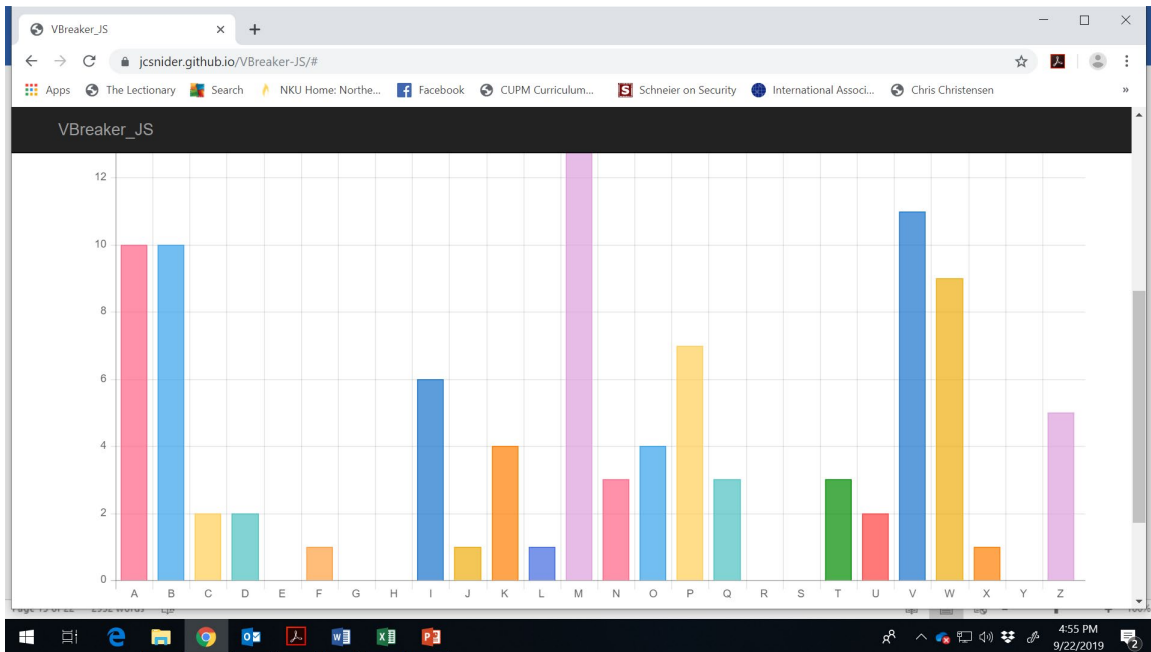 VBreaker_JS
jcsnider.github.io/VBreaker-JS/#
Apps The Lectionary Search NKU Home: Northe... Facebook CUPM Curriculum... Schneier on Security International Associ... Chris Christensen »
VBreaker_JS
12
10
8
6
4
2
0
A B C D E F G H I J K L M N O P Q R S T U V W X Y Z
4:55 PM
9/22/2019
2